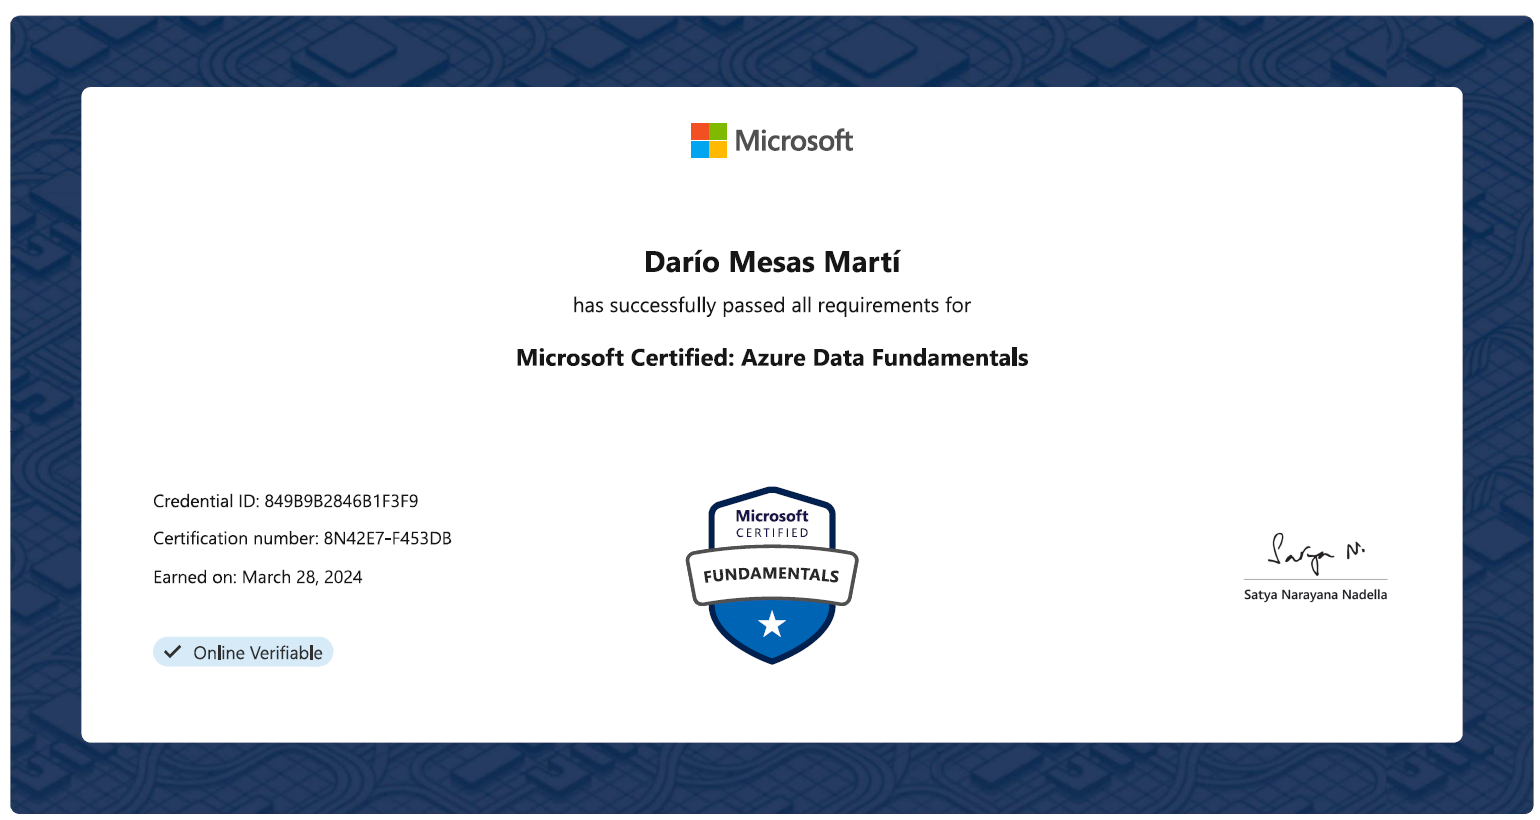 Microsoft
Darío Mesas Martí
has successfully passed all requirements for
Microsoft Certified: Azure Data Fundamentals
Credential ID: 849B9B2846B1F3F9
Certification number: 8N42E7-F453DB
Earned on: March 28, 2024
Online Verifiable
Microsoft
CERTIFIED
FUNDAMENTALS
Satya N.
Satya Narayana Nadella